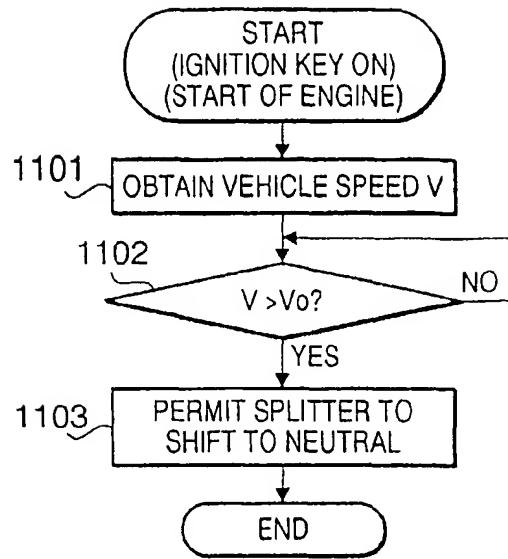 START
(IGNITION KEY ON)
(START OF ENGINE)
1101
OBTAIN VEHICLE SPEED V
1102
V >Vo?
NO
YES
1103
PERMIT SPLITTER TO
SHIFT TO NEUTRAL
END